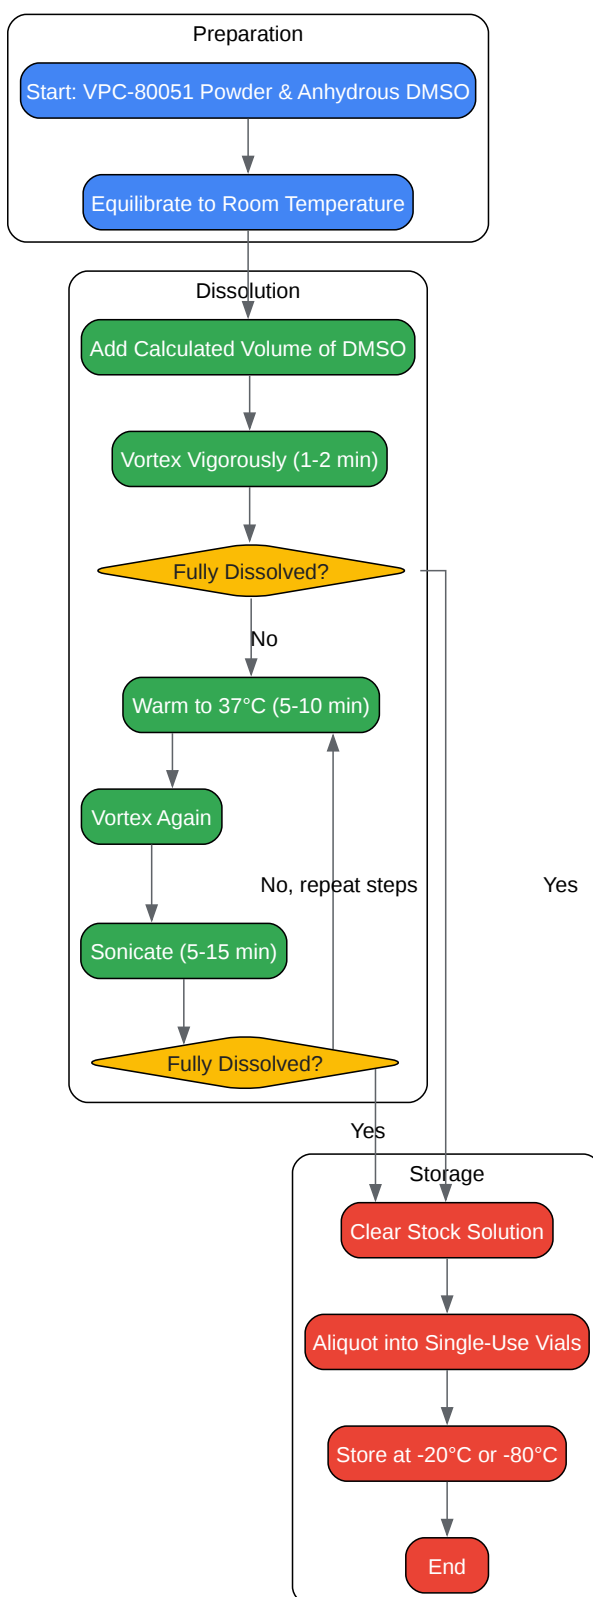 Preparation
Start: VPC-80051 Powder & Anhydrous DMSO
Equilibrate to Room Temperature
Dissolution
Add Calculated Volume of DMSO
Vortex Vigorously (1-2 min)
Fully Dissolved?
No
Warm to 37°C (5-10 min)
Vortex Again
No, repeat steps
Yes
Sonicate (5-15 min)
Fully Dissolved?
Yes
Storage
Clear Stock Solution
Aliquot into Single-Use Vials
Store at -20°C or -80°C
End